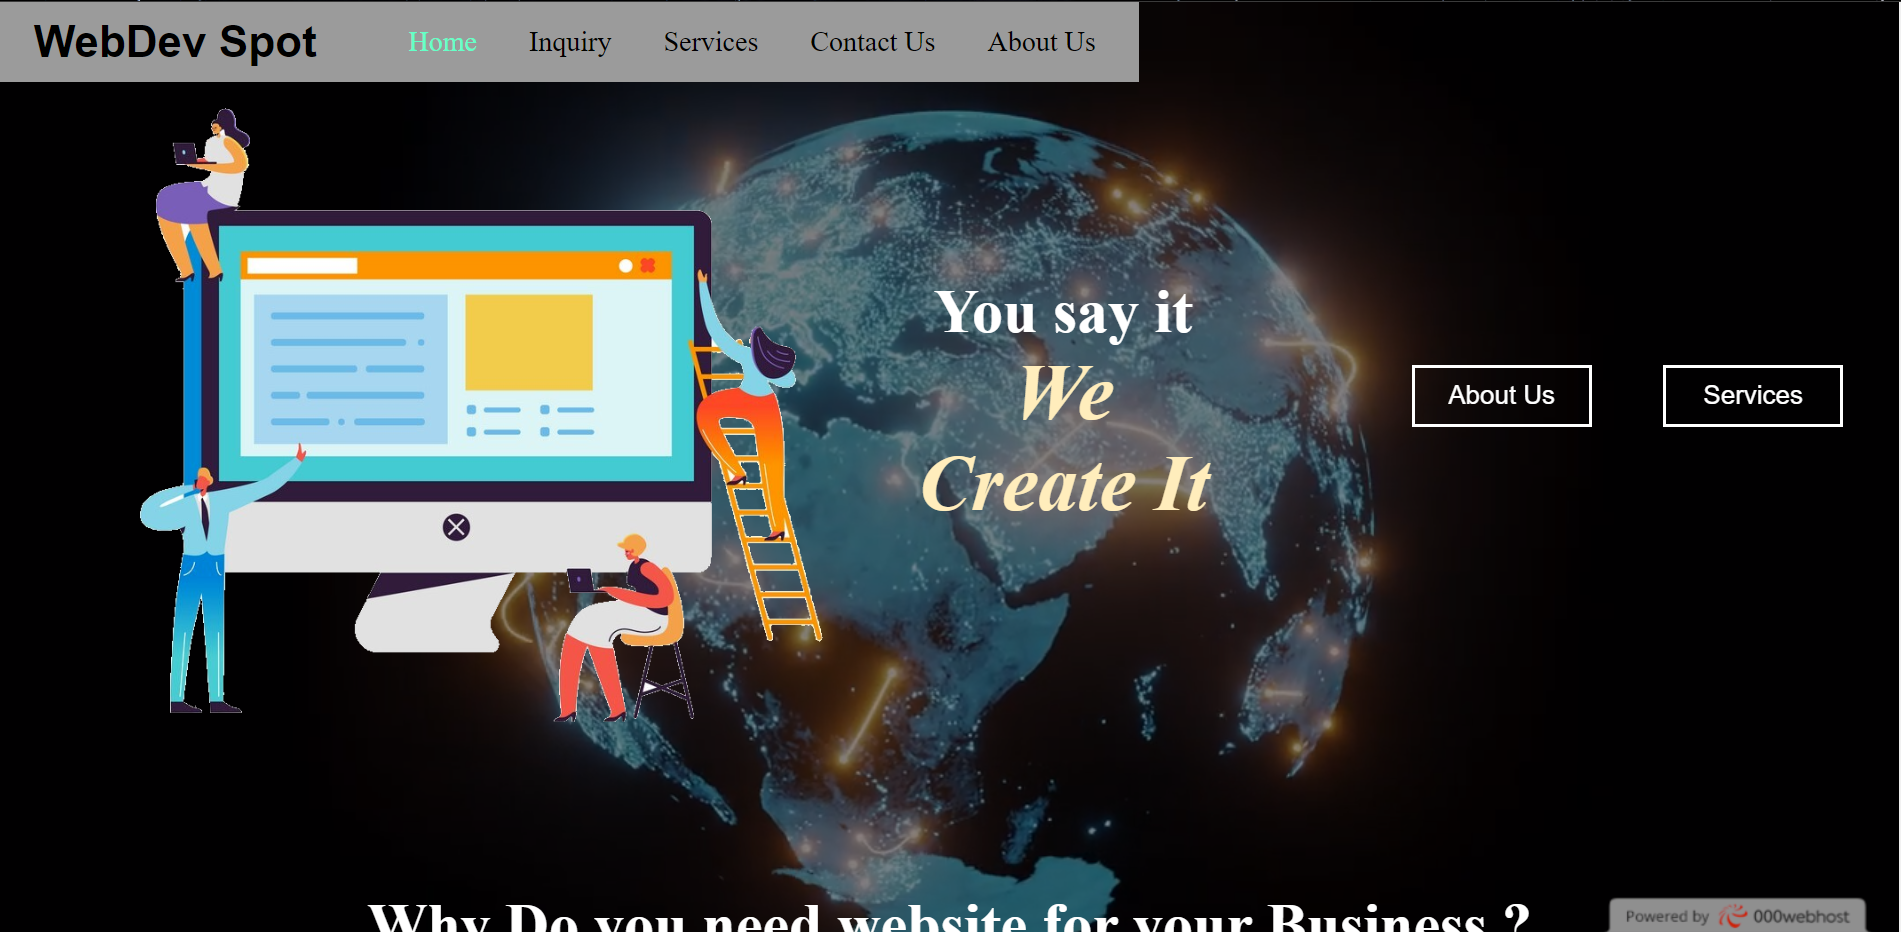 WebDev Spot Home Inquiry Services Contact Us About Us
You say it
We
Create It
About Us Services
Why Do you need website for your Business ?
Powered by 000webhost